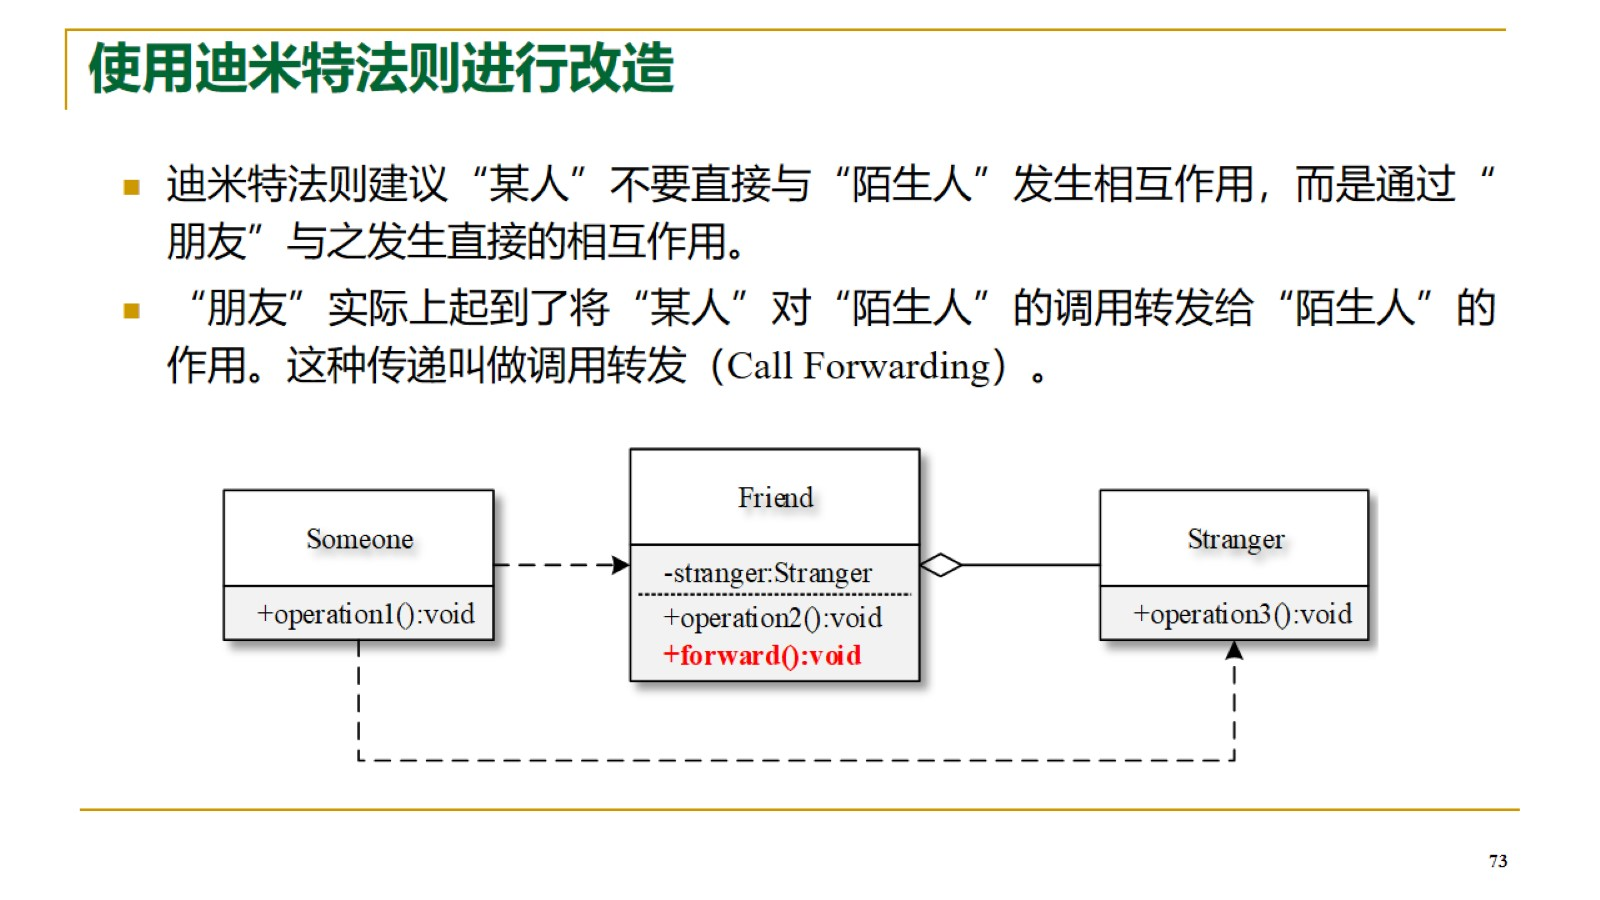 使用迪米特法则进行改造
迪米特法则建议“某人”不要直接与“陌生人”发生相互作用，而是通过“
朋友”与之发生直接的相互作用。
“朋友”实际上起到了将“某人”对“陌生人”的调用转发给“陌生人”的
作用。这种传递叫做调用转发（Call Forwarding）。
Someone
+operation1():void
Friend
-stranger:Stranger
+operation2():void
+forward():void
Stranger
+operation3():void
73